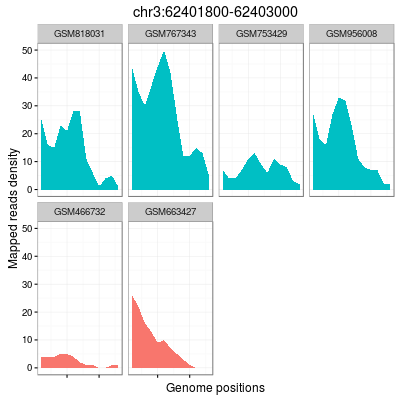 chr3:62401800-62403000
GSM818031 GSM767343 GSM753429 GSM956008
50
40
30
20
10
0
Mapped reads density
GSM466732 GSM663427
50
40
30
20
10
0
Genome positions